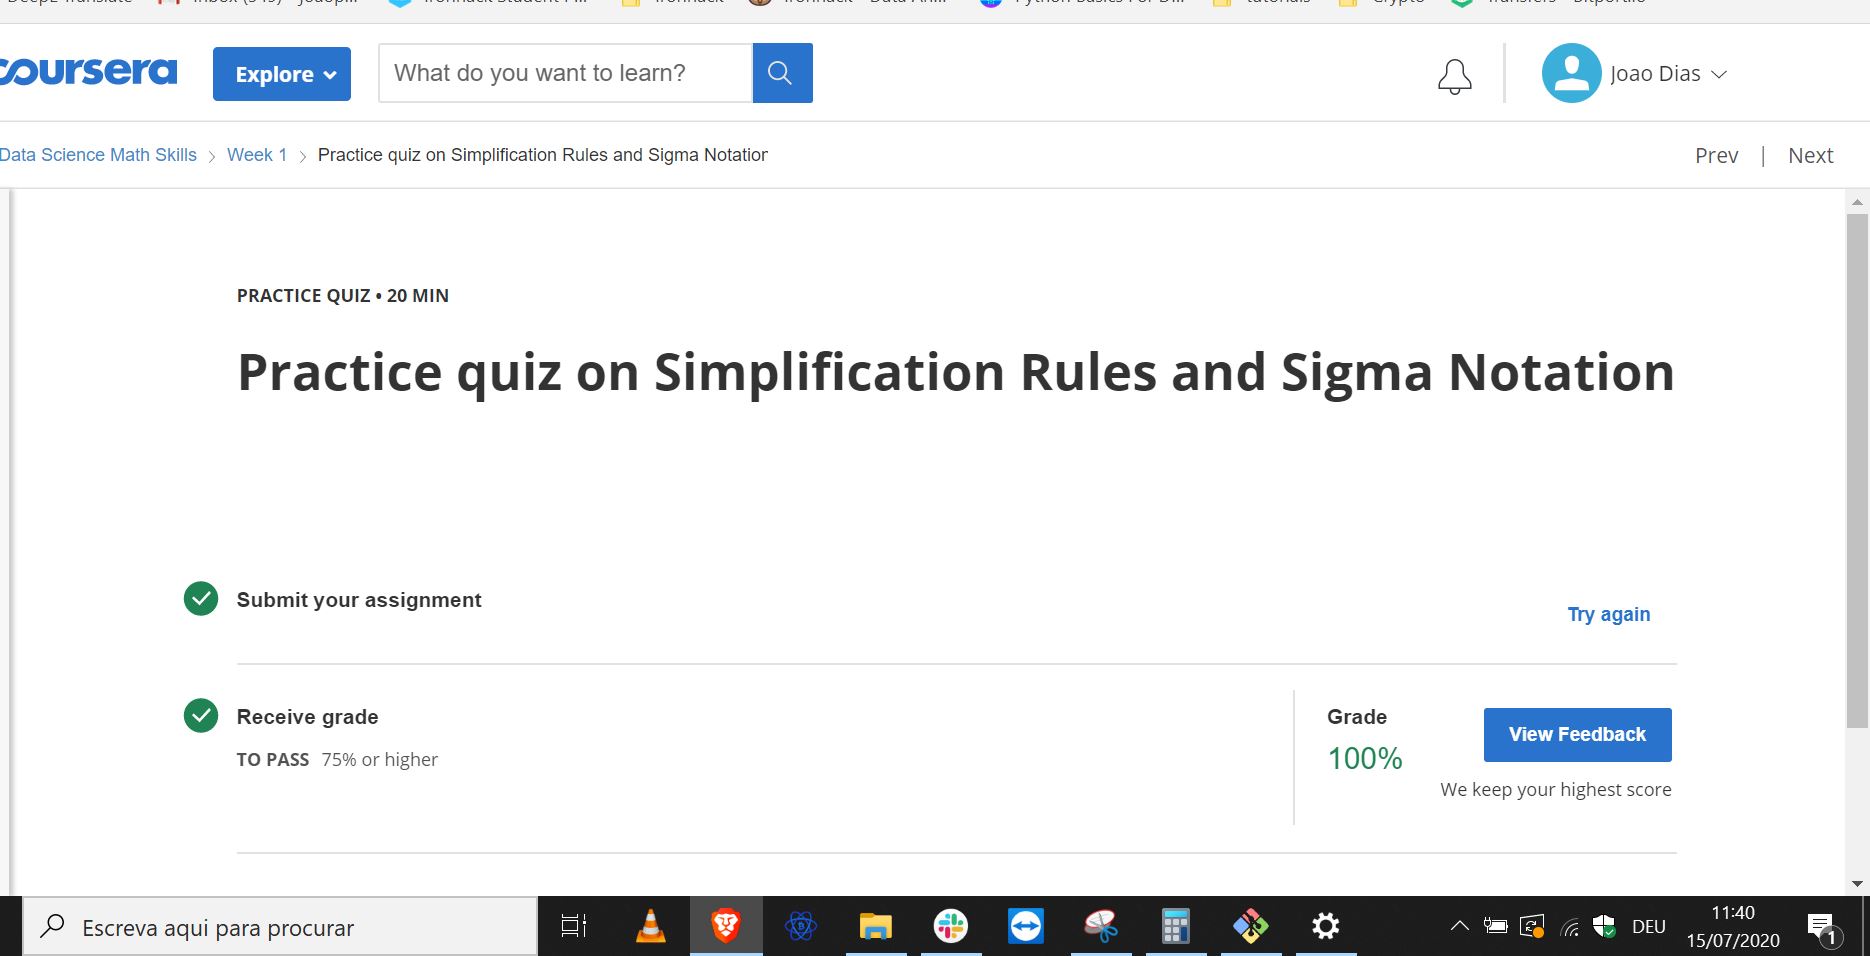 coursera
Explore
What do you want to learn?
Joao Dias
Data Science Math Skills > Week 1 > Practice quiz on Simplification Rules and Sigma Notation
Prev | Next
PRACTICE QUIZ • 20 MIN
Practice quiz on Simplification Rules and Sigma Notation
Submit your assignment
Try again
Receive grade
TO PASS 75% or higher
Grade
100%
View Feedback
We keep your highest score
Escreva aqui para procurar
DEU
11:40
15/07/2020
1